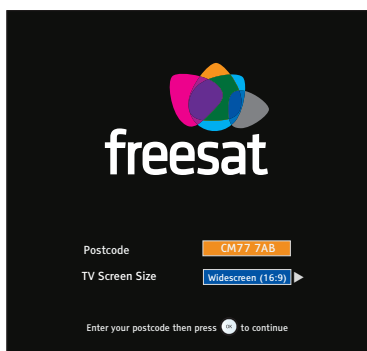 freesat
Postcode CM77 7AB
TV Screen Size Widescreen (16:9)
Enter your postcode then press OK to continue